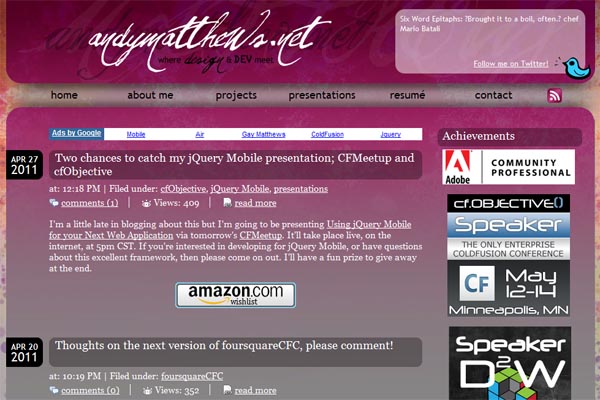 andymatthews.net
where design & DEV meet
Six Word Epitaphs: ?Brought it to a boil, often.? chef
Mario Batali
Follow me on Twitter!
home about me projects presentations resumé contact
Ads by Google Mobile Air Gay Matthews ColdFusion Jquery
APR 27
2011
Two chances to catch my jQuery Mobile presentation; CFMeetup and
cfObjective
at: 12:18 PM | Filed under: cfObjective, jQuery Mobile, presentations
comments (1) | Views: 409 | read more
I'm a little late in blogging about this but I'm going to be presenting Using jQuery Mobile
for your Next Web Application via tomorrow's CFMeetup. It'll take place live, on the
internet, at 5pm CST. If you're interested in developing for jQuery Mobile, or have questions
about this excellent framework, then please come on out. I'll have a fun prize to give away
at the end.
amazon.com
wishlist
APR 20
2011
Thoughts on the next version of foursquareCFC, please comment!
at: 10:19 PM | Filed under: foursquareCFC
comments (0) | Views: 352 | read more
Achievements
Adobe
COMMUNITY
PROFESSIONAL
cf.OBJECTIVE()
Speaker
THE ONLY ENTERPRISE
COLDFUSION CONFERENCE
CF May
12-14
Minneapolis, MN
Speaker
D2W